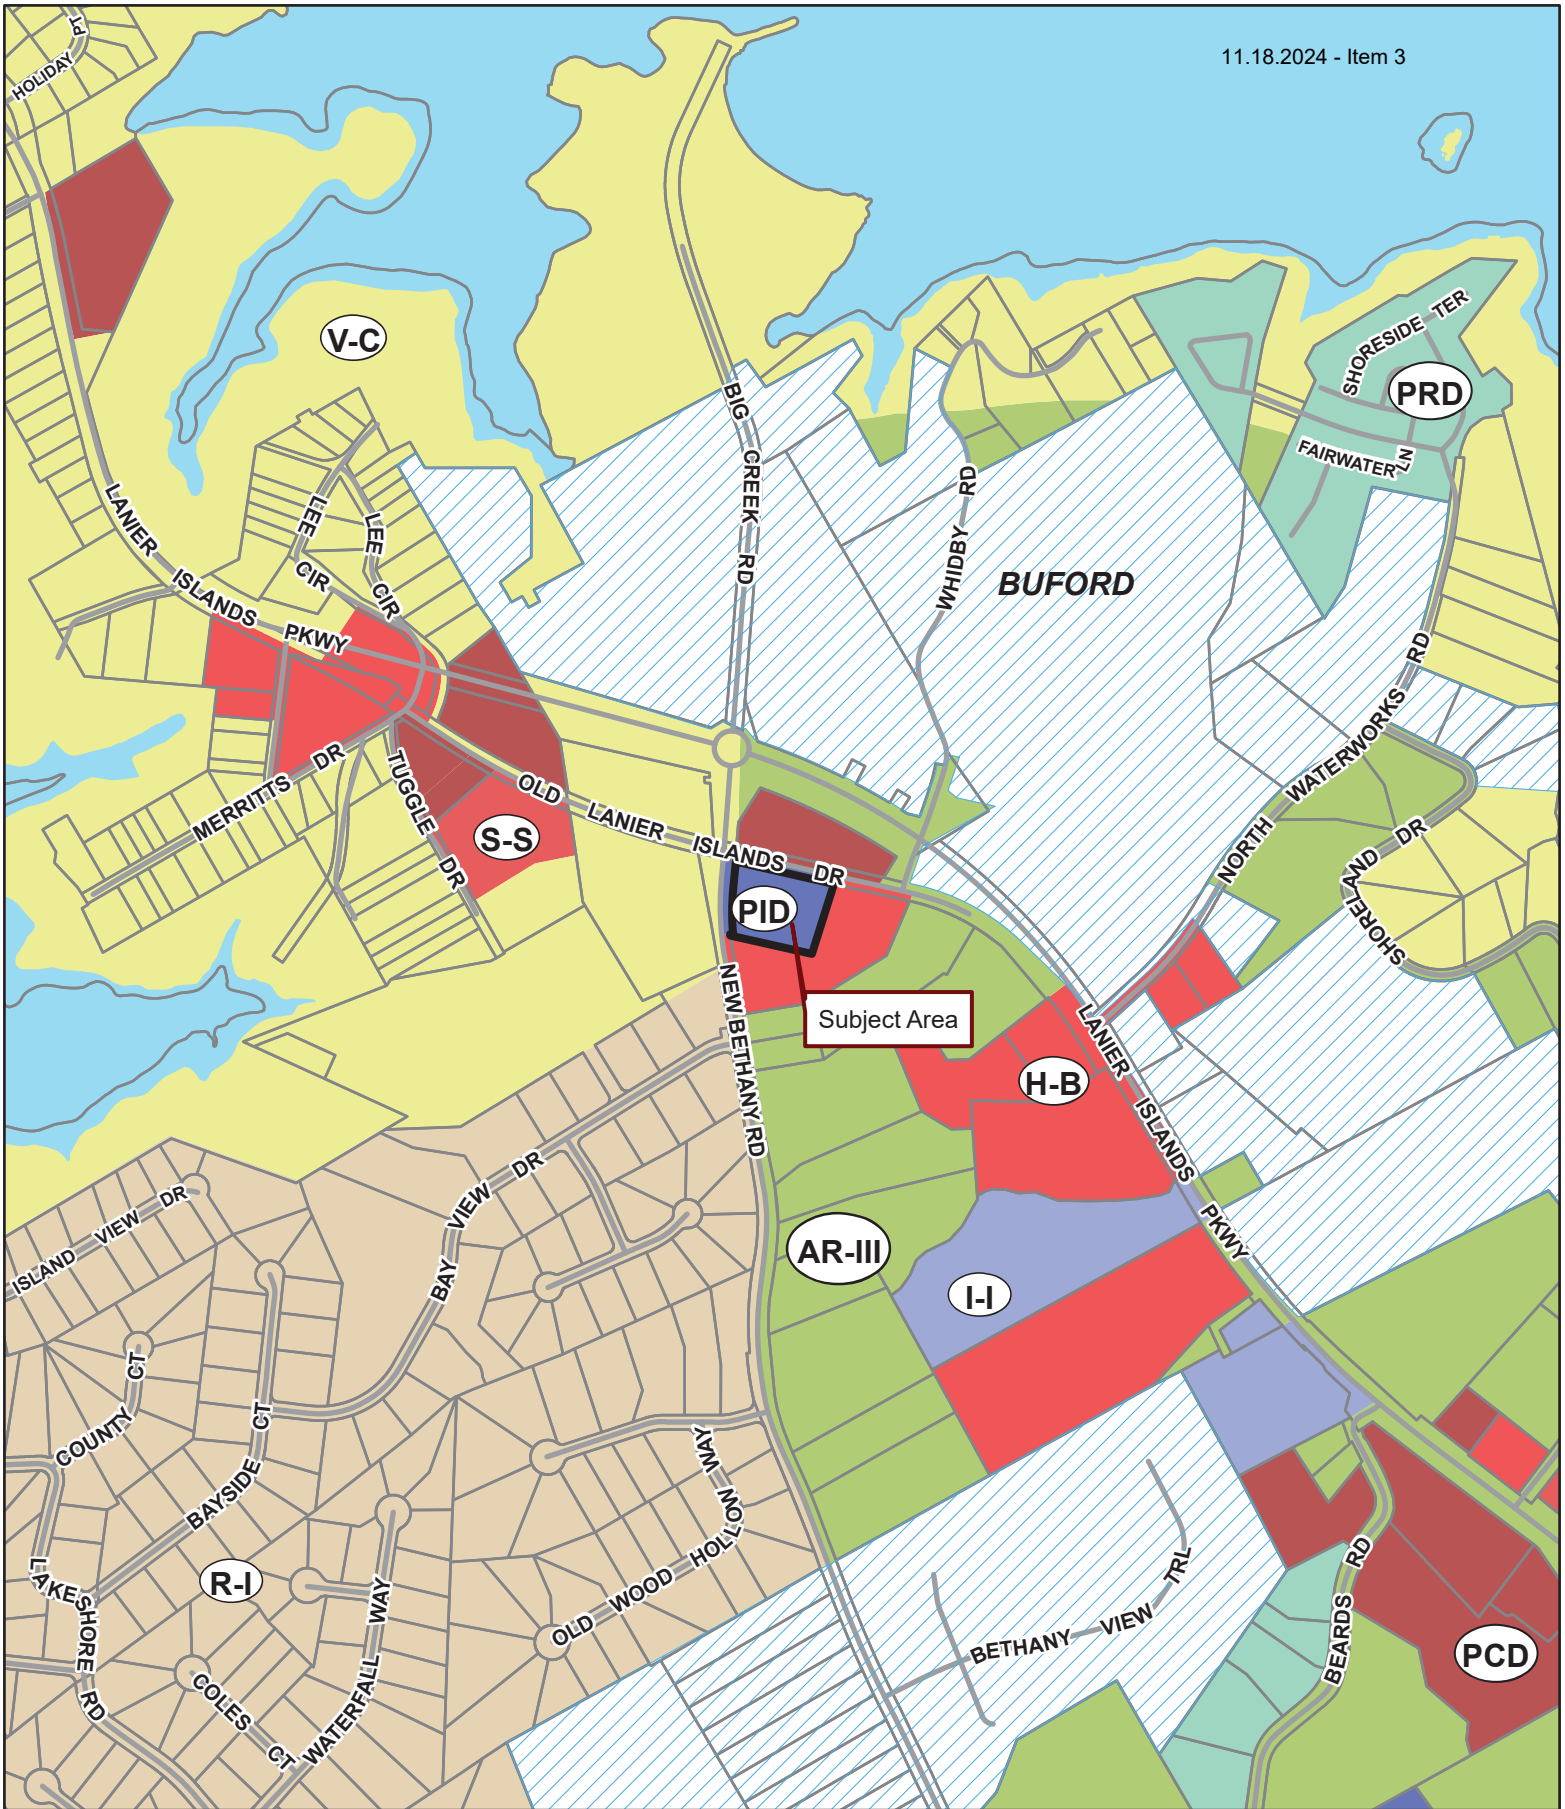 11.18.2024 - Item 3
HOLIDAY PT
V-C
SHORESIDE TER
PRD
FAIRWATER LN
BIG CREEK RD
WHIDBY RD
BUFORD
LANIER ISLANDS PKWY
LEE CIR
LEE CIR
NORTH WATERWORKS RD
MERRITTS DR
TUGGLE DR
OLD LANIER ISLANDS DR
S-S
SHORELAND DR
PID
Subject Area
NEW BETHANY RD
H-B
LANIER ISLANDS PKWY
ISLAND VIEW DR
BAY VIEW DR
AR-III
I-I
COUNTY CT
BAYSIDE CT
OLD WOOD HOLLOW WAY
R-I
LAKE SHORE RD
WATERFALL WAY
COLES CT
BETHANY VIEW TRL
BEARDS RD
PCD